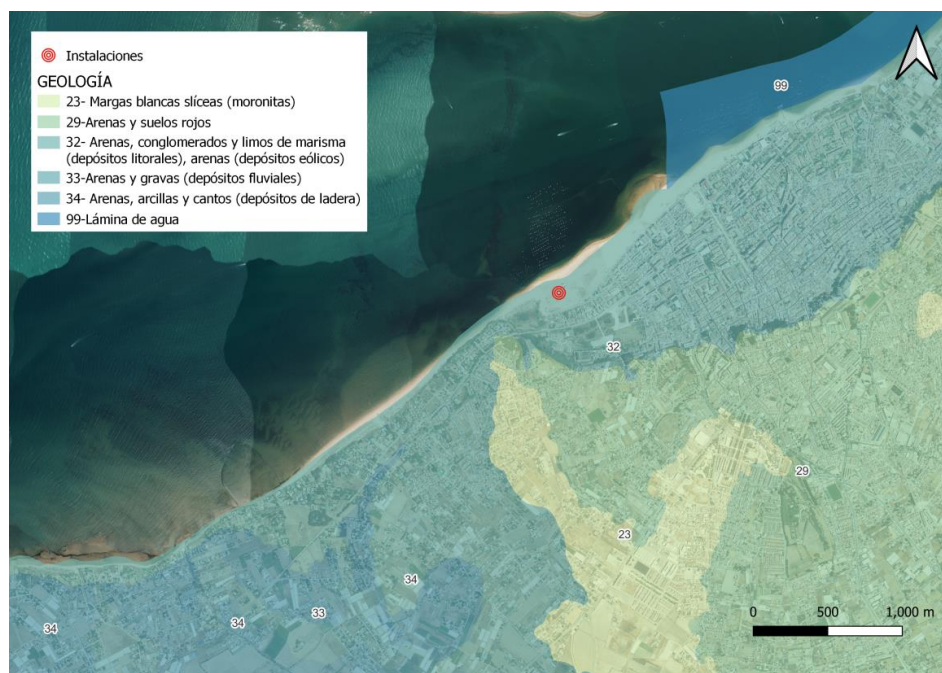 Instalaciones
GEOLOGÍA
23- Margas blancas slíceas (moronitas)
29-Arenas y suelos rojos
32- Arenas, conglomerados y limos de marisma
(depósitos litorales), arenas (depósitos eólicos)
33-Arenas y gravas (depósitos fluviales)
34- Arenas, arcillas y cantos (depósitos de ladera)
99-Lámina de agua
99
32
29
23
34
33
34
34
0 500 1,000 m